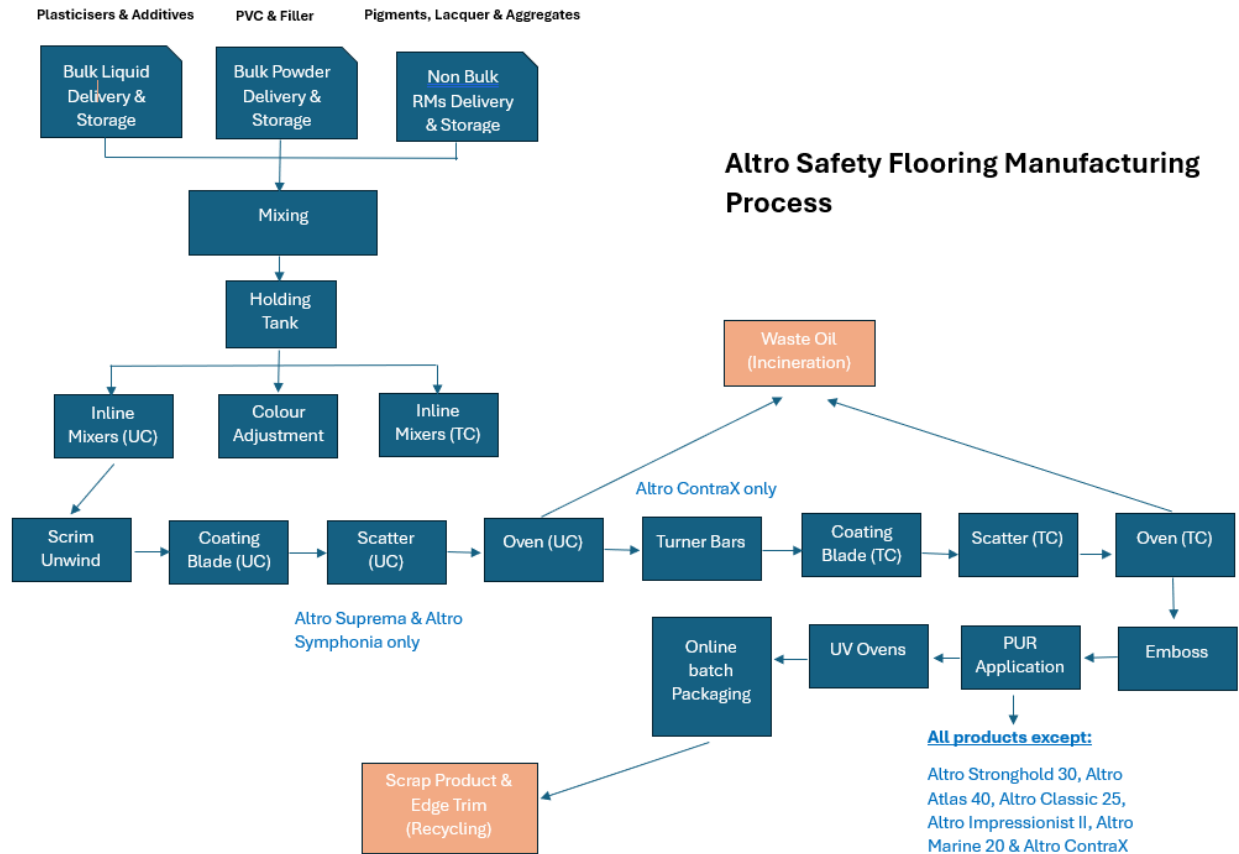 Plasticisers & Additives
PVC & Filler
Pigments, Lacquer & Aggregates
Bulk Liquid
Delivery &
Storage
Bulk Powder
Delivery &
Storage
Non Bulk
RMs Delivery
& Storage
Altro Safety Flooring Manufacturing
Process
Mixing
Holding
Tank
Waste Oil
(Incineration)
Inline
Mixers (UC)
Colour
Adjustment
Inline
Mixers (TC)
Altro ContraX only
Scrim
Unwind
Coating
Blade (UC)
Scatter
(UC)
Oven (UC)
Turner Bars
Coating
Blade (TC)
Scatter (TC)
Oven (TC)
Altro Suprema & Altro
Symphonia only
Online
batch
Packaging
UV Ovens
PUR
Application
Emboss
All products except:
Altro Stronghold 30, Altro
Atlas 40, Altro Classic 25,
Altro Impressionist II, Altro
Marine 20 & Altro ContraX
Scrap Product &
Edge Trim
(Recycling)